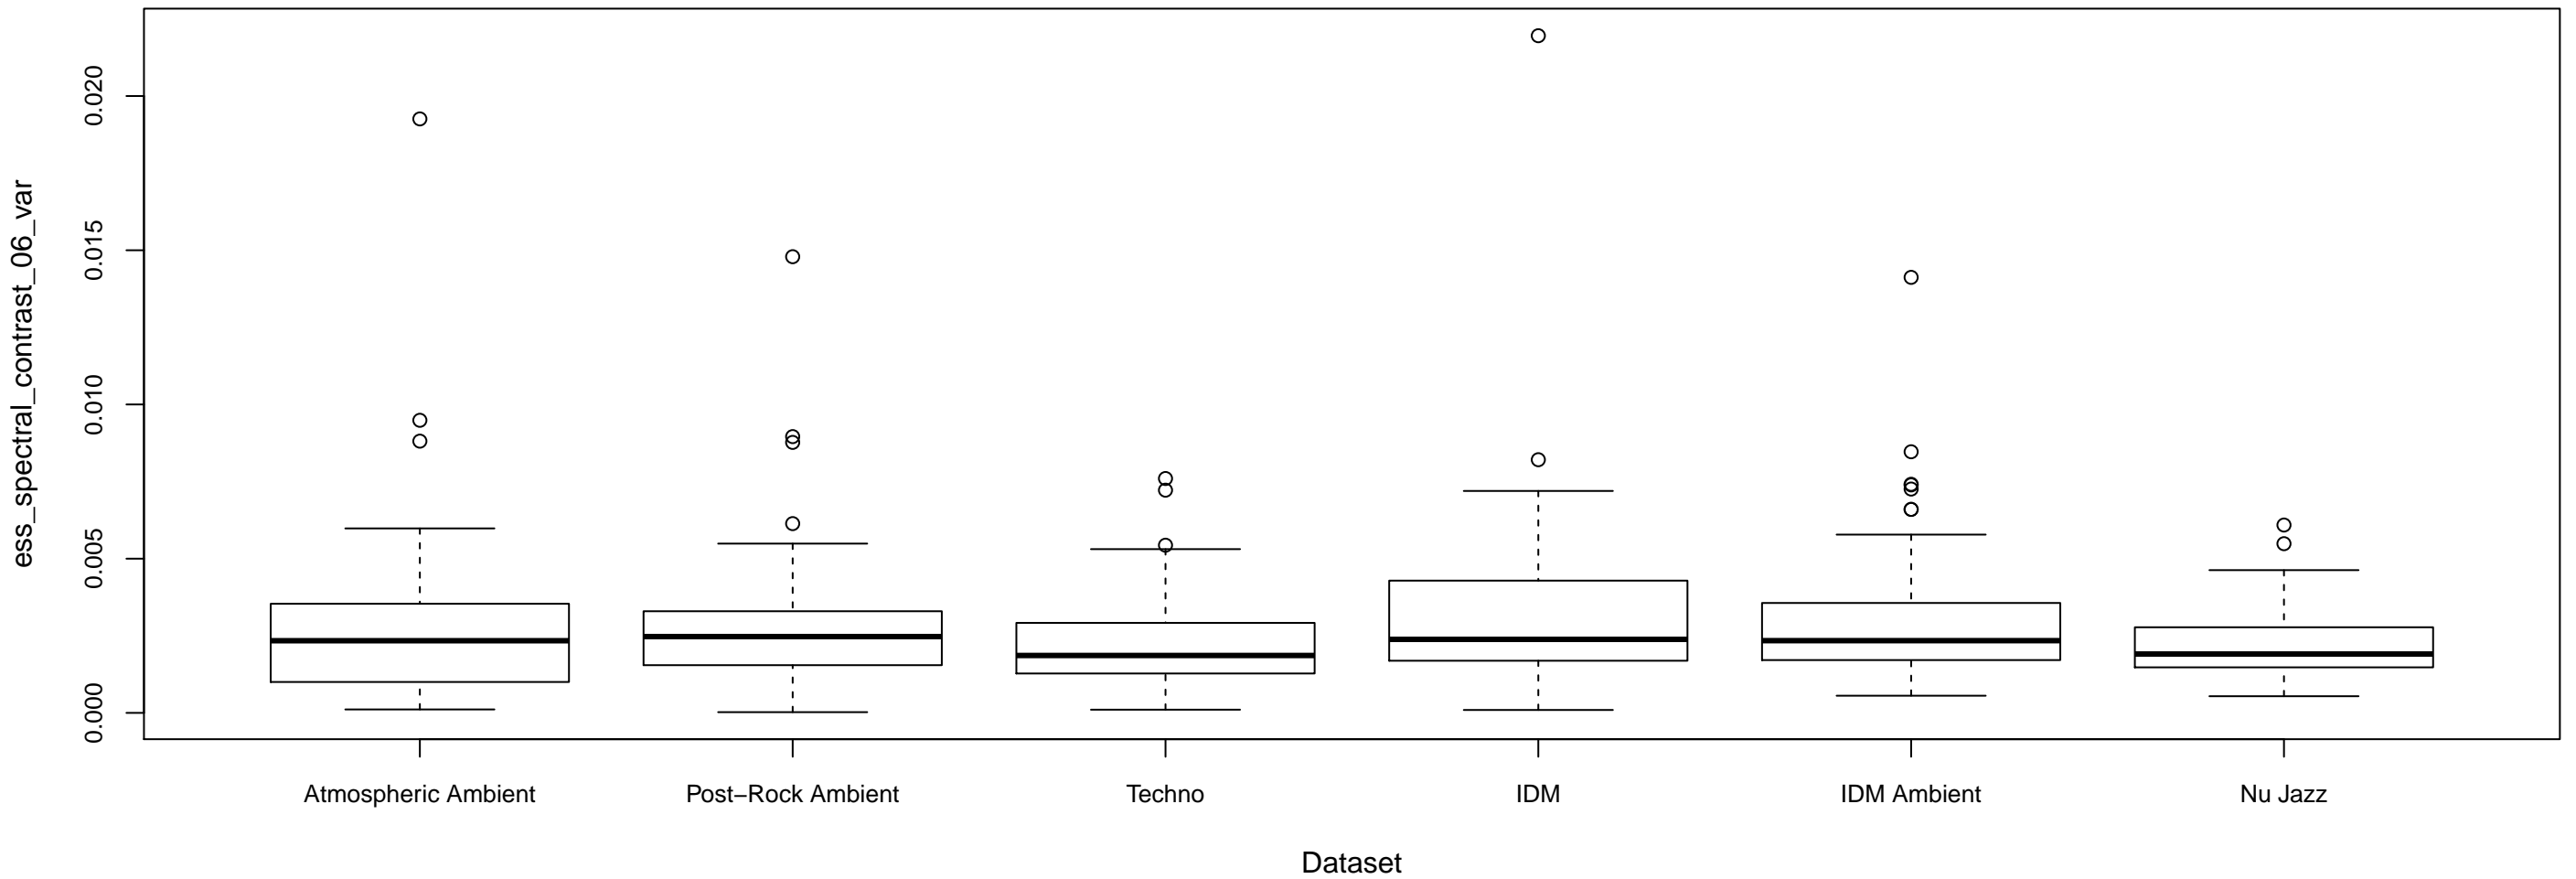 ess_spectral_contrast_06_var
0.020
0.015
0.010
0.005
0.000
Atmospheric Ambient
Post−Rock Ambient
Techno
IDM
IDM Ambient
Nu Jazz
Dataset